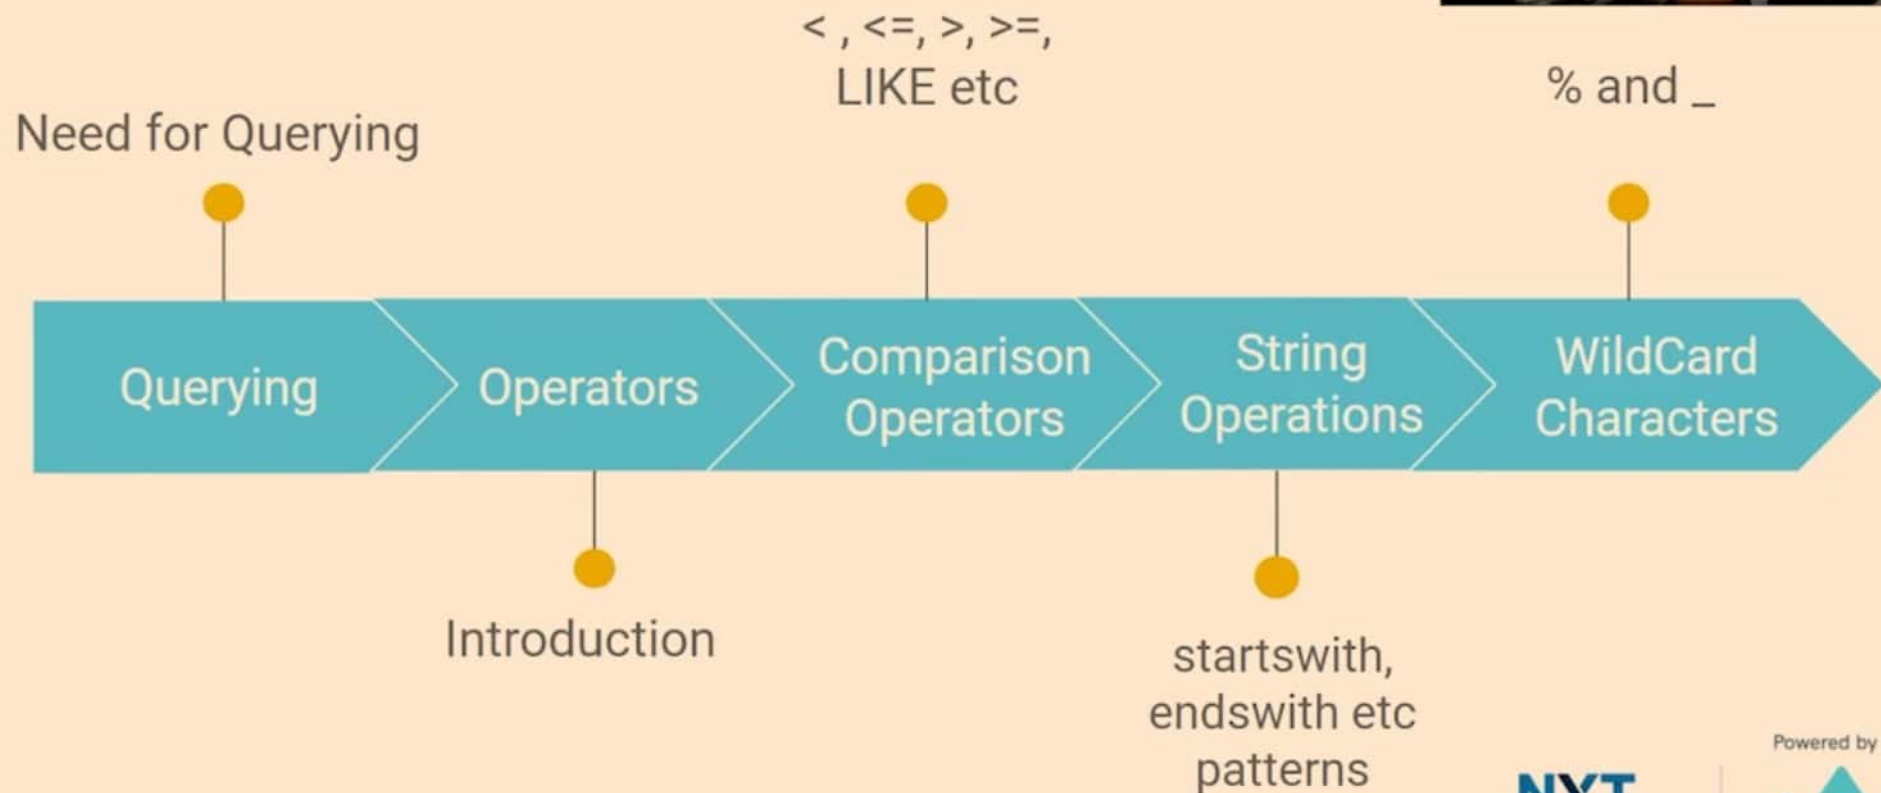 Need for Querying
< , <=, >, >=,
LIKE etc
% and _
Querying
Operators
Comparison
Operators
String
Operations
WildCard
Characters
Introduction
startswith,
endswith etc
patterns
Powered by
NXT